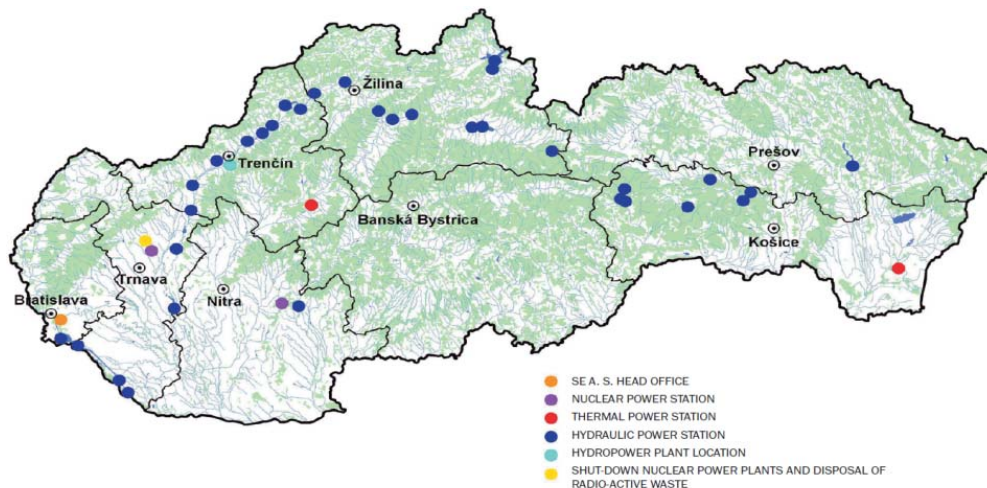 Žilina
Trenčín
Prešov
Banská Bystrica
Košice
Trnava
Nitra
Bratislava
SE A. S. HEAD OFFICE
NUCLEAR POWER STATION
THERMAL POWER STATION
HYDRAULIC POWER STATION
HYDROPOWER PLANT LOCATION
SHUT-DOWN NUCLEAR POWER PLANTS AND DISPOSAL OF
RADIO-ACTIVE WASTE